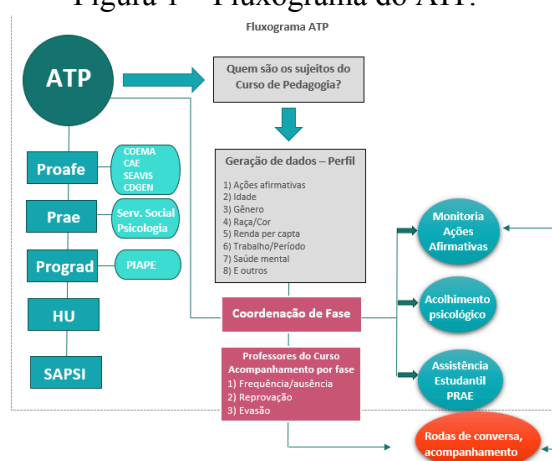 Figura 1 – Fluxograma do ATP.
Fluxograma ATP
ATP
Quem são os sujeitos do
Curso de Pedagogia?
Proafe
COEMA
CAE
SEAVIS
CDGEN
Prae
Serv. Social
Psicologia
Prograd
PIAPE
HU
SAPSI
Geração de dados – Perfil
1) Ações afirmativas
2) Idade
3) Gênero
4) Raça/Cor
5) Renda per capta
6) Trabalho/Período
7) Saúde mental
8) E outros
Coordenação de Fase
Professores do Curso
Acompanhamento por fase
1) Frequência/ausência
2) Reprovação
3) Evasão
Monitoria
Ações
Afirmativas
Acolhimento
psicológico
Assistência
Estudantil
PRAE
Rodas de conversa,
acompanhamento